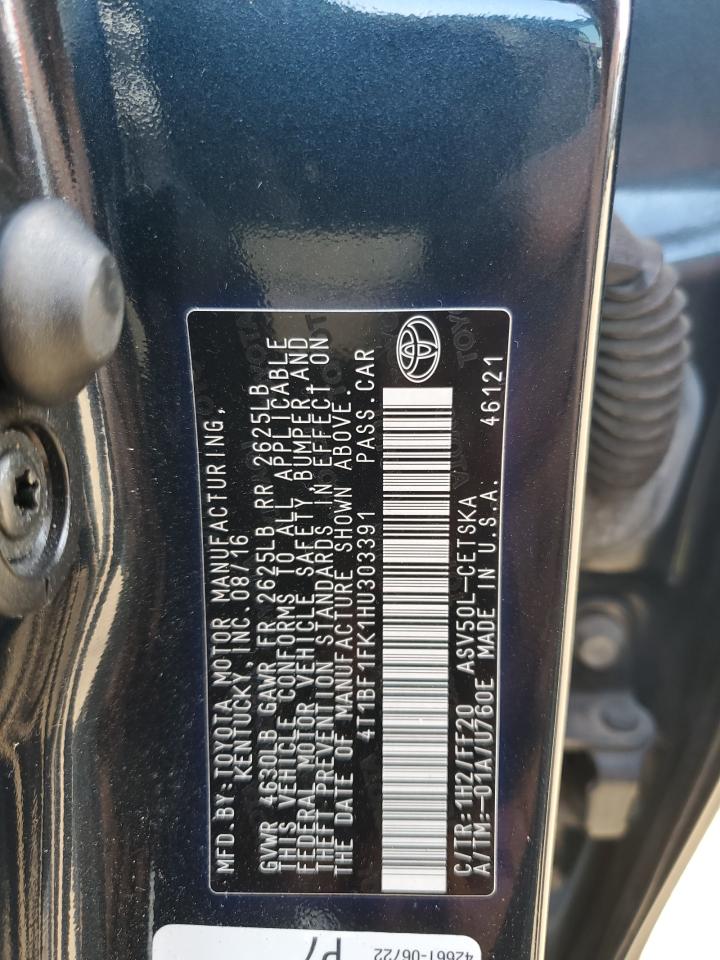 MFD.BY:TOYOTA MOTOR MANUFACTURING,
KENTUCKY, INC. 08/16
GVWR 4630LB GAWR FR 2625LB RR 2625LB
THIS VEHICLE CONFORMS TO ALL APPLICABLE
FEDERAL MOTOR VEHICLE SAFETY, BUMPER, AND
THEFT-PREVENTION STANDARDS IN EFFECT ON
THE DATE OF MANUFACTURE SHOWN ABOVE.
4T1BF1FK1HU303391 PASS.CAR
C/TR:1H2/FF20 ASV50L-CETSKA
A/TM:-01A/U760E MADE IN U.S.A. 46121
42661-06722